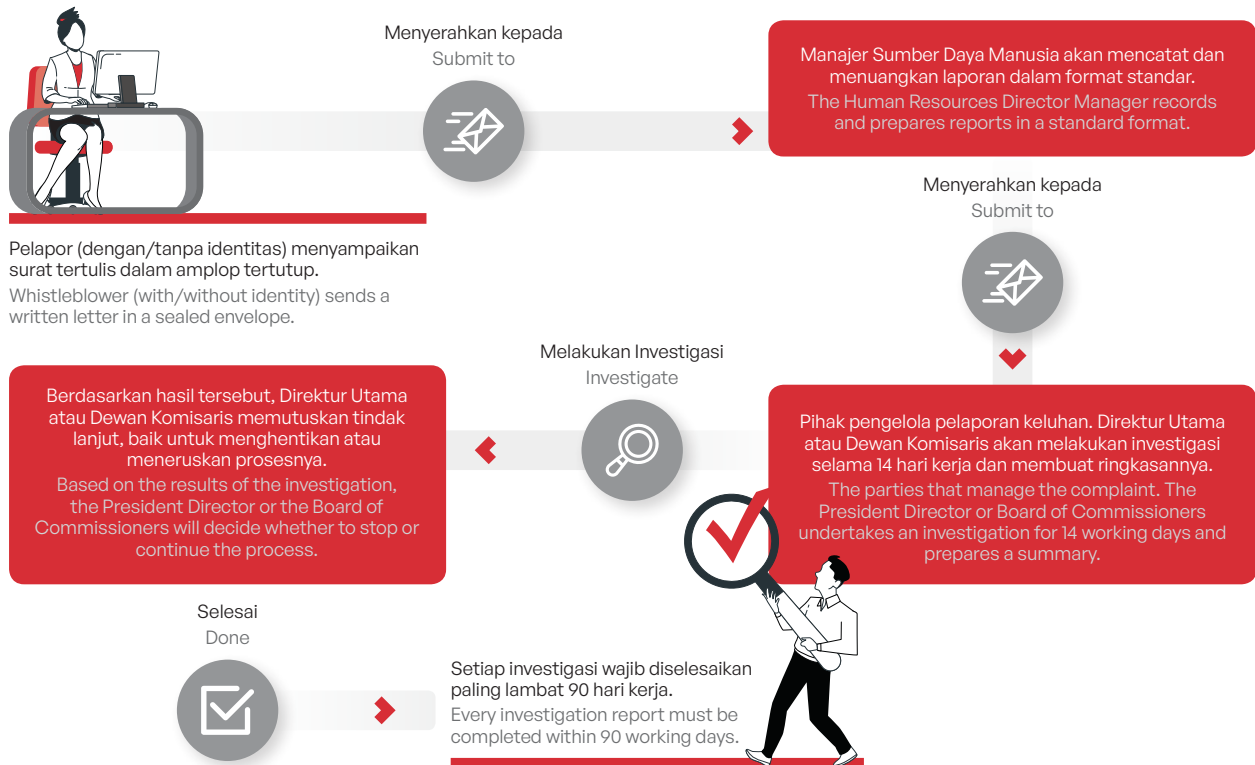 Menyerahkan kepada
Submit to
Manajer Sumber Daya Manusia akan mencatat dan
menuangkan laporan dalam format standar.
The Human Resources Director Manager records
and prepares reports in a standard format.
Pelapor (dengan/tanpa identitas) menyampaikan
surat tertulis dalam amplop tertutup.
Whistleblower (with/without identity) sends a
written letter in a sealed envelope.
Menyerahkan kepada
Submit to
Pihak pengelola pelaporan keluhan. Direktur Utama
atau Dewan Komisaris akan melakukan investigasi
selama 14 hari kerja dan membuat ringkasannya.
The parties that manage the complaint. The
President Director or Board of Commissioners
undertakes an investigation for 14 working days and
prepares a summary.
Melakukan Investigasi
Investigate
Berdasarkan hasil tersebut, Direktur Utama
atau Dewan Komisaris memutuskan tindak
lanjut, baik untuk menghentikan atau
meneruskan prosesnya.
Based on the results of the investigation,
the President Director or the Board of
Commissioners will decide whether to stop or
continue the process.
Selesai
Done
Setiap investigasi wajib diselesaikan
paling lambat 90 hari kerja.
Every investigation report must be
completed within 90 working days.